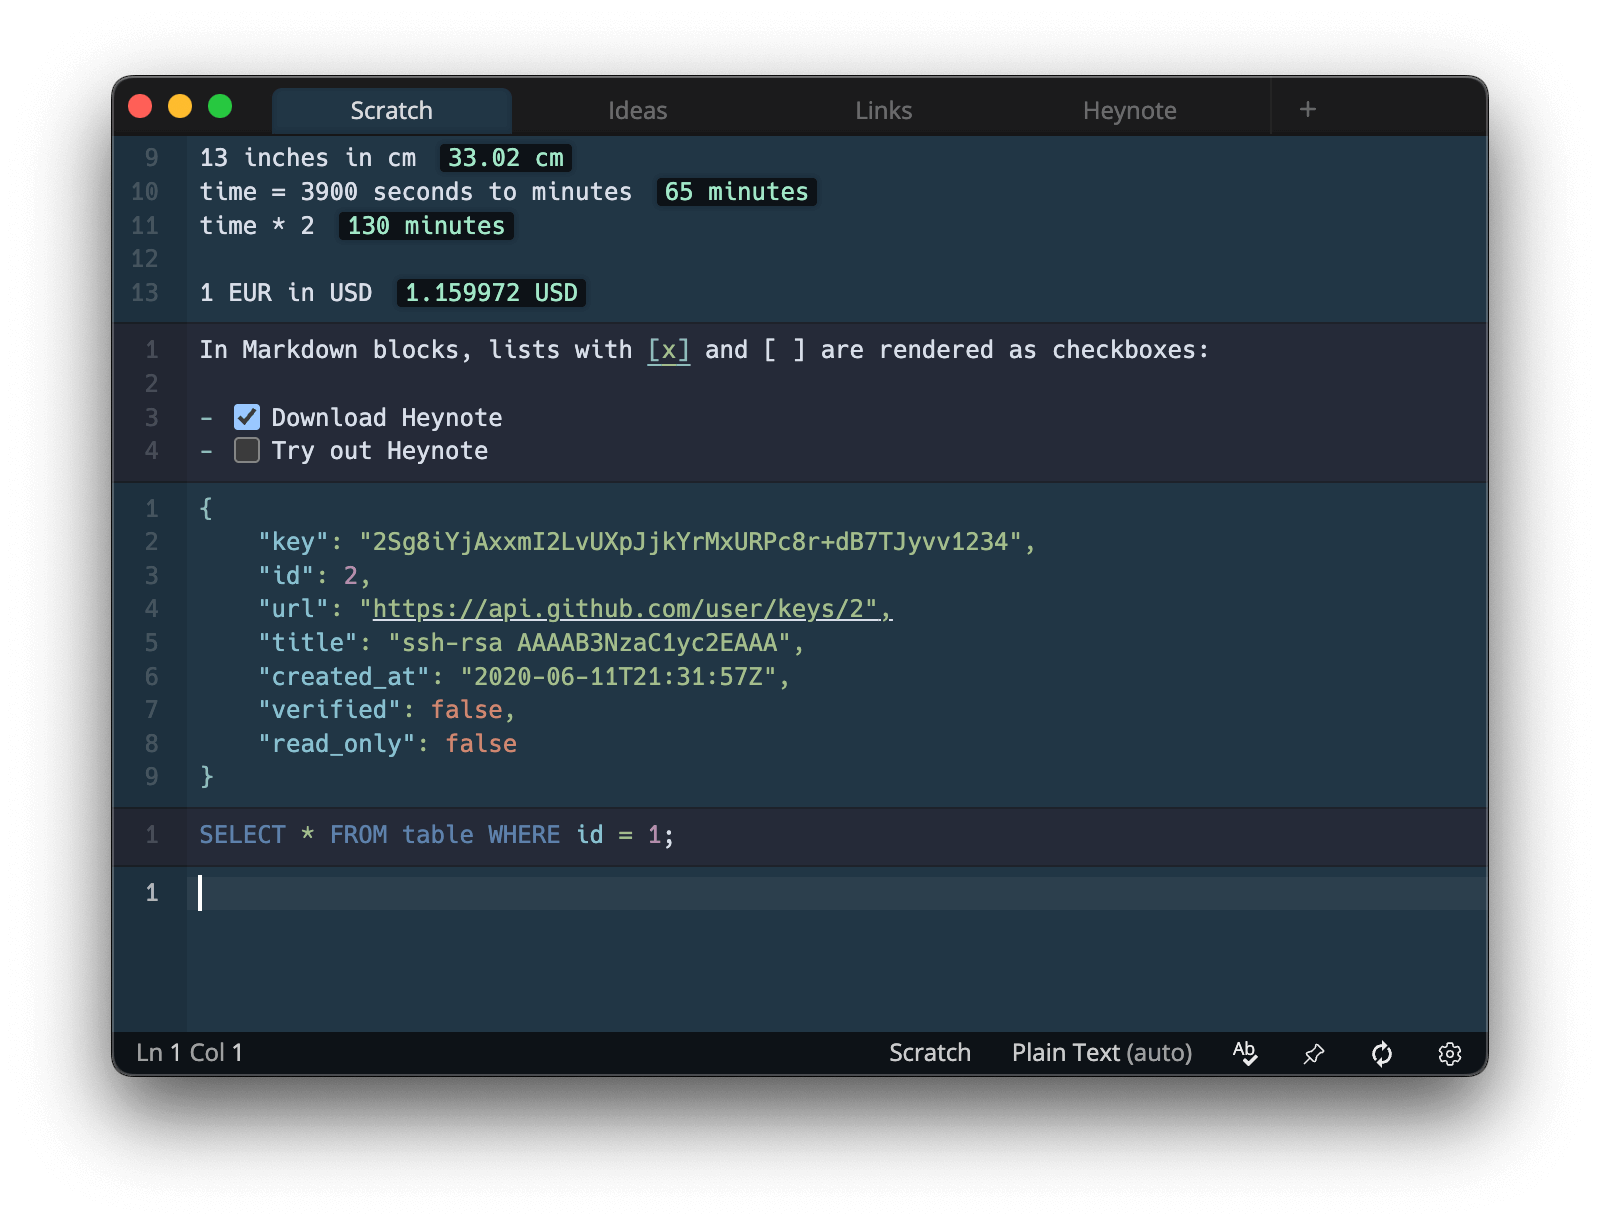 Scratch Ideas Links Heynote +
9 13 inches in cm 33.02 cm
10 time = 3900 seconds to minutes 65 minutes
11 time * 2 130 minutes
12
13 1 EUR in USD 1.159972 USD
1 In Markdown blocks, lists with [x] and [ ] are rendered as checkboxes:
2
3 - Download Heynote
4 - Try out Heynote
1 {
2 "key": "2Sg8iYjAxxmI2LvUXpJjkYrMxURPc8r+dB7TJyvv1234",
3 "id": 2,
4 "url": "https://api.github.com/user/keys/2",
5 "title": "ssh-rsa AAAAB3NzaC1yc2EAAA",
6 "created_at": "2020-06-11T21:31:57Z",
7 "verified": false,
8 "read_only": false
9 }
1 SELECT * FROM table WHERE id = 1;
1
Ln 1 Col 1 Scratch Plain Text (auto) Ab